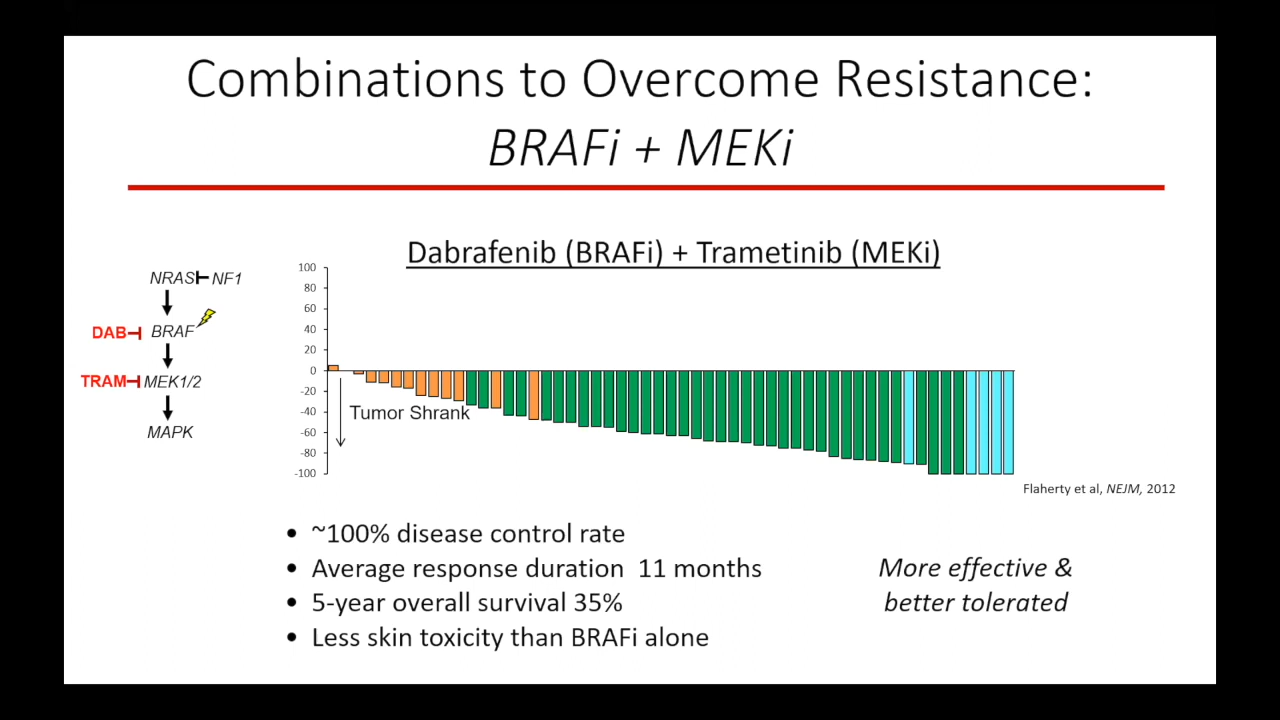 Combinations to Overcome Resistance:
BRAFi + MEKi
Dabrafenib (BRAFi) + Trametinib (MEKi)
NRAS NF1
DAB BRAF
TRAM MEK1/2
MAPK
100
80
60
40
20
0
-20
-40
-60
-80
-100
Tumor Shrank
Flaherty et al, NEJM, 2012
• ~100% disease control rate
• Average response duration 11 months
• 5-year overall survival 35%
• Less skin toxicity than BRAFi alone
More effective &
better tolerated